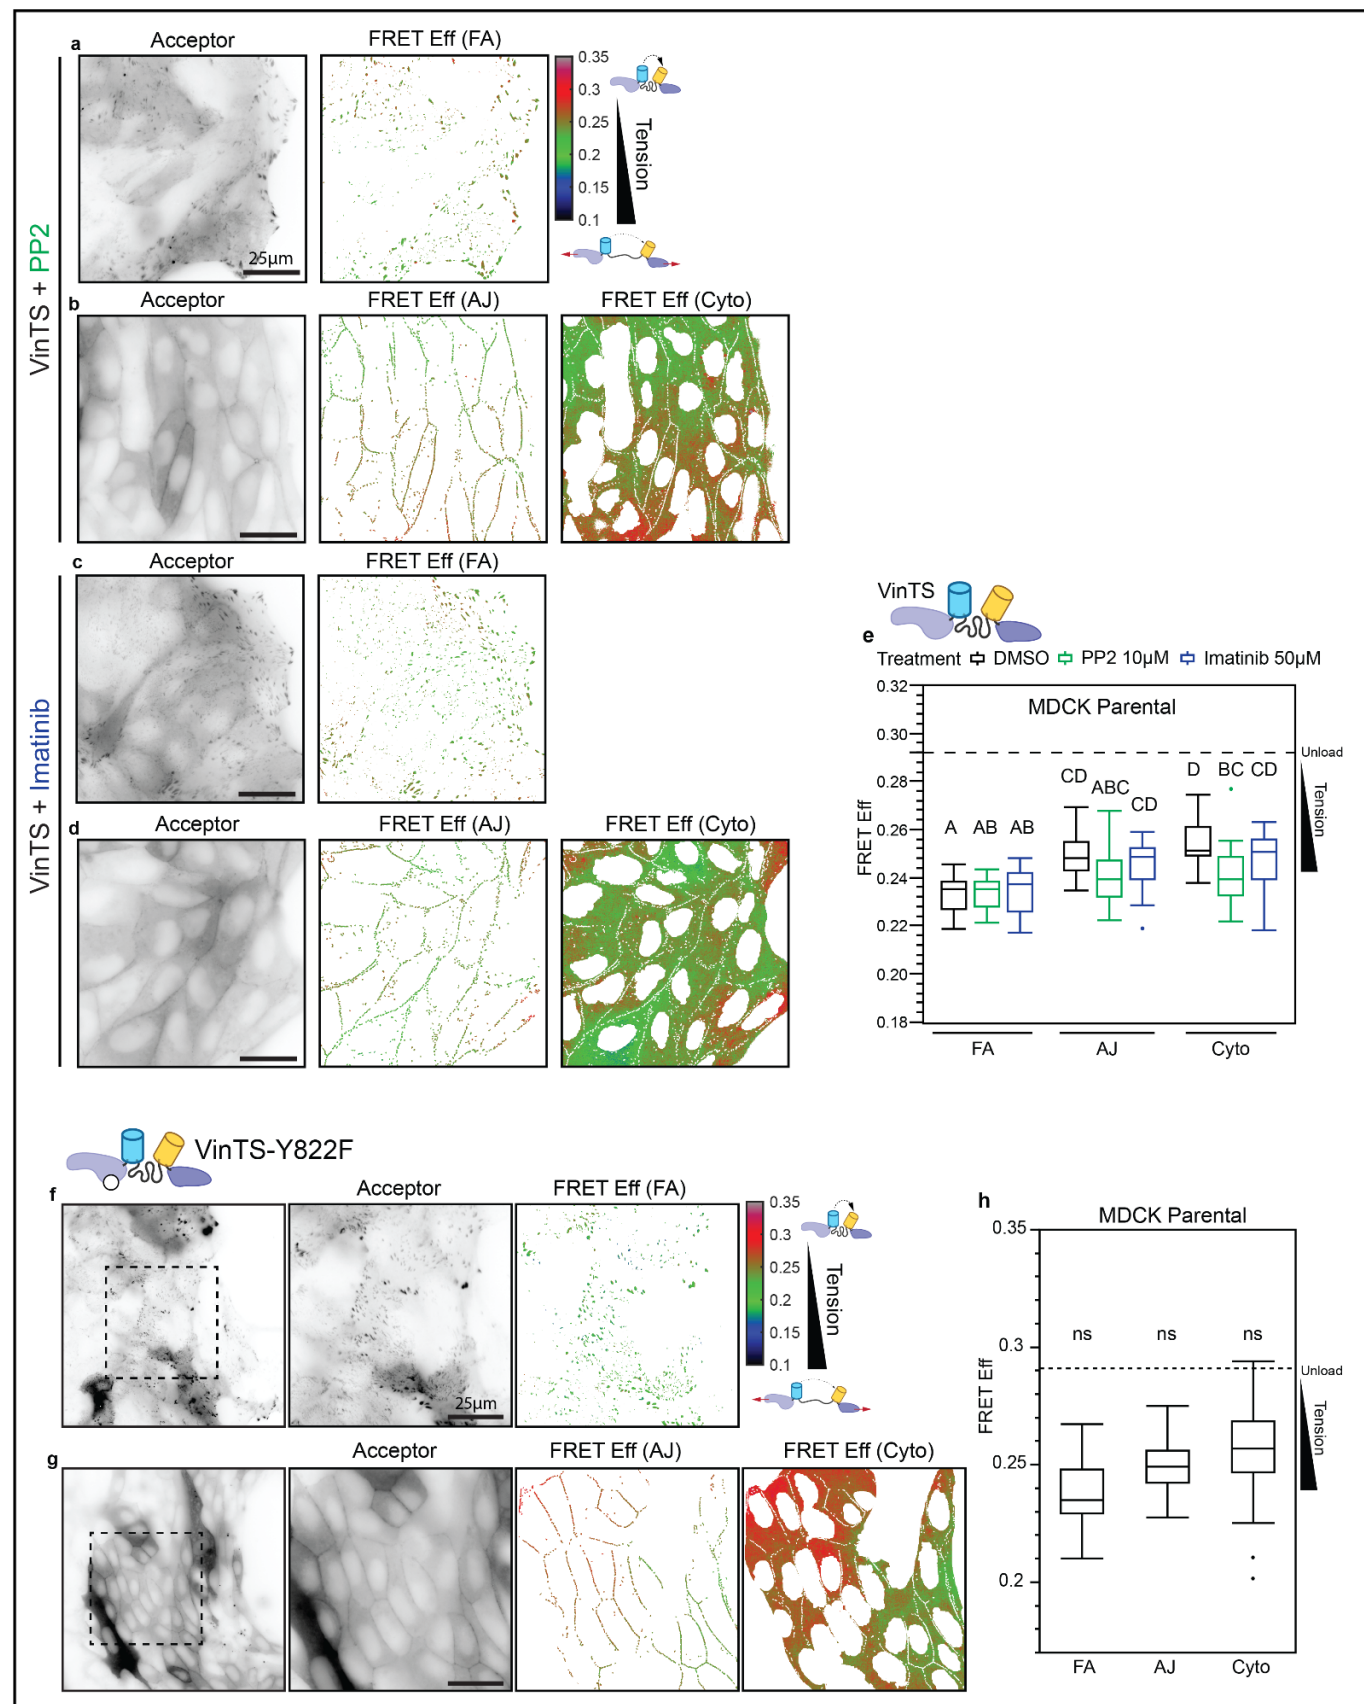 VinTS + PP2
a
Acceptor
FRET Eff (FA)
25µm
0.35
0.3
0.25
0.2
0.15
0.1
Tension
b
Acceptor
FRET Eff (AJ)
FRET Eff (Cyto)
VinTS + Imatinib
c
Acceptor
FRET Eff (FA)
d
Acceptor
FRET Eff (AJ)
FRET Eff (Cyto)
VinTS
e
Treatment DMSO PP2 10µM Imatinib 50µM
MDCK Parental
FRET Eff
0.32
0.30
0.28
0.26
0.24
0.22
0.20
0.18
Unload
Tension
A AB AB
CD ABC CD
D BC CD
FA AJ Cyto
VinTS-Y822F
f
Acceptor
FRET Eff (FA)
25µm
0.35
0.3
0.25
0.2
0.15
0.1
Tension
g
Acceptor
FRET Eff (AJ)
FRET Eff (Cyto)
h
MDCK Parental
FRET Eff
0.35
0.3
0.25
0.2
ns ns ns
Unload
Tension
FA AJ Cyto